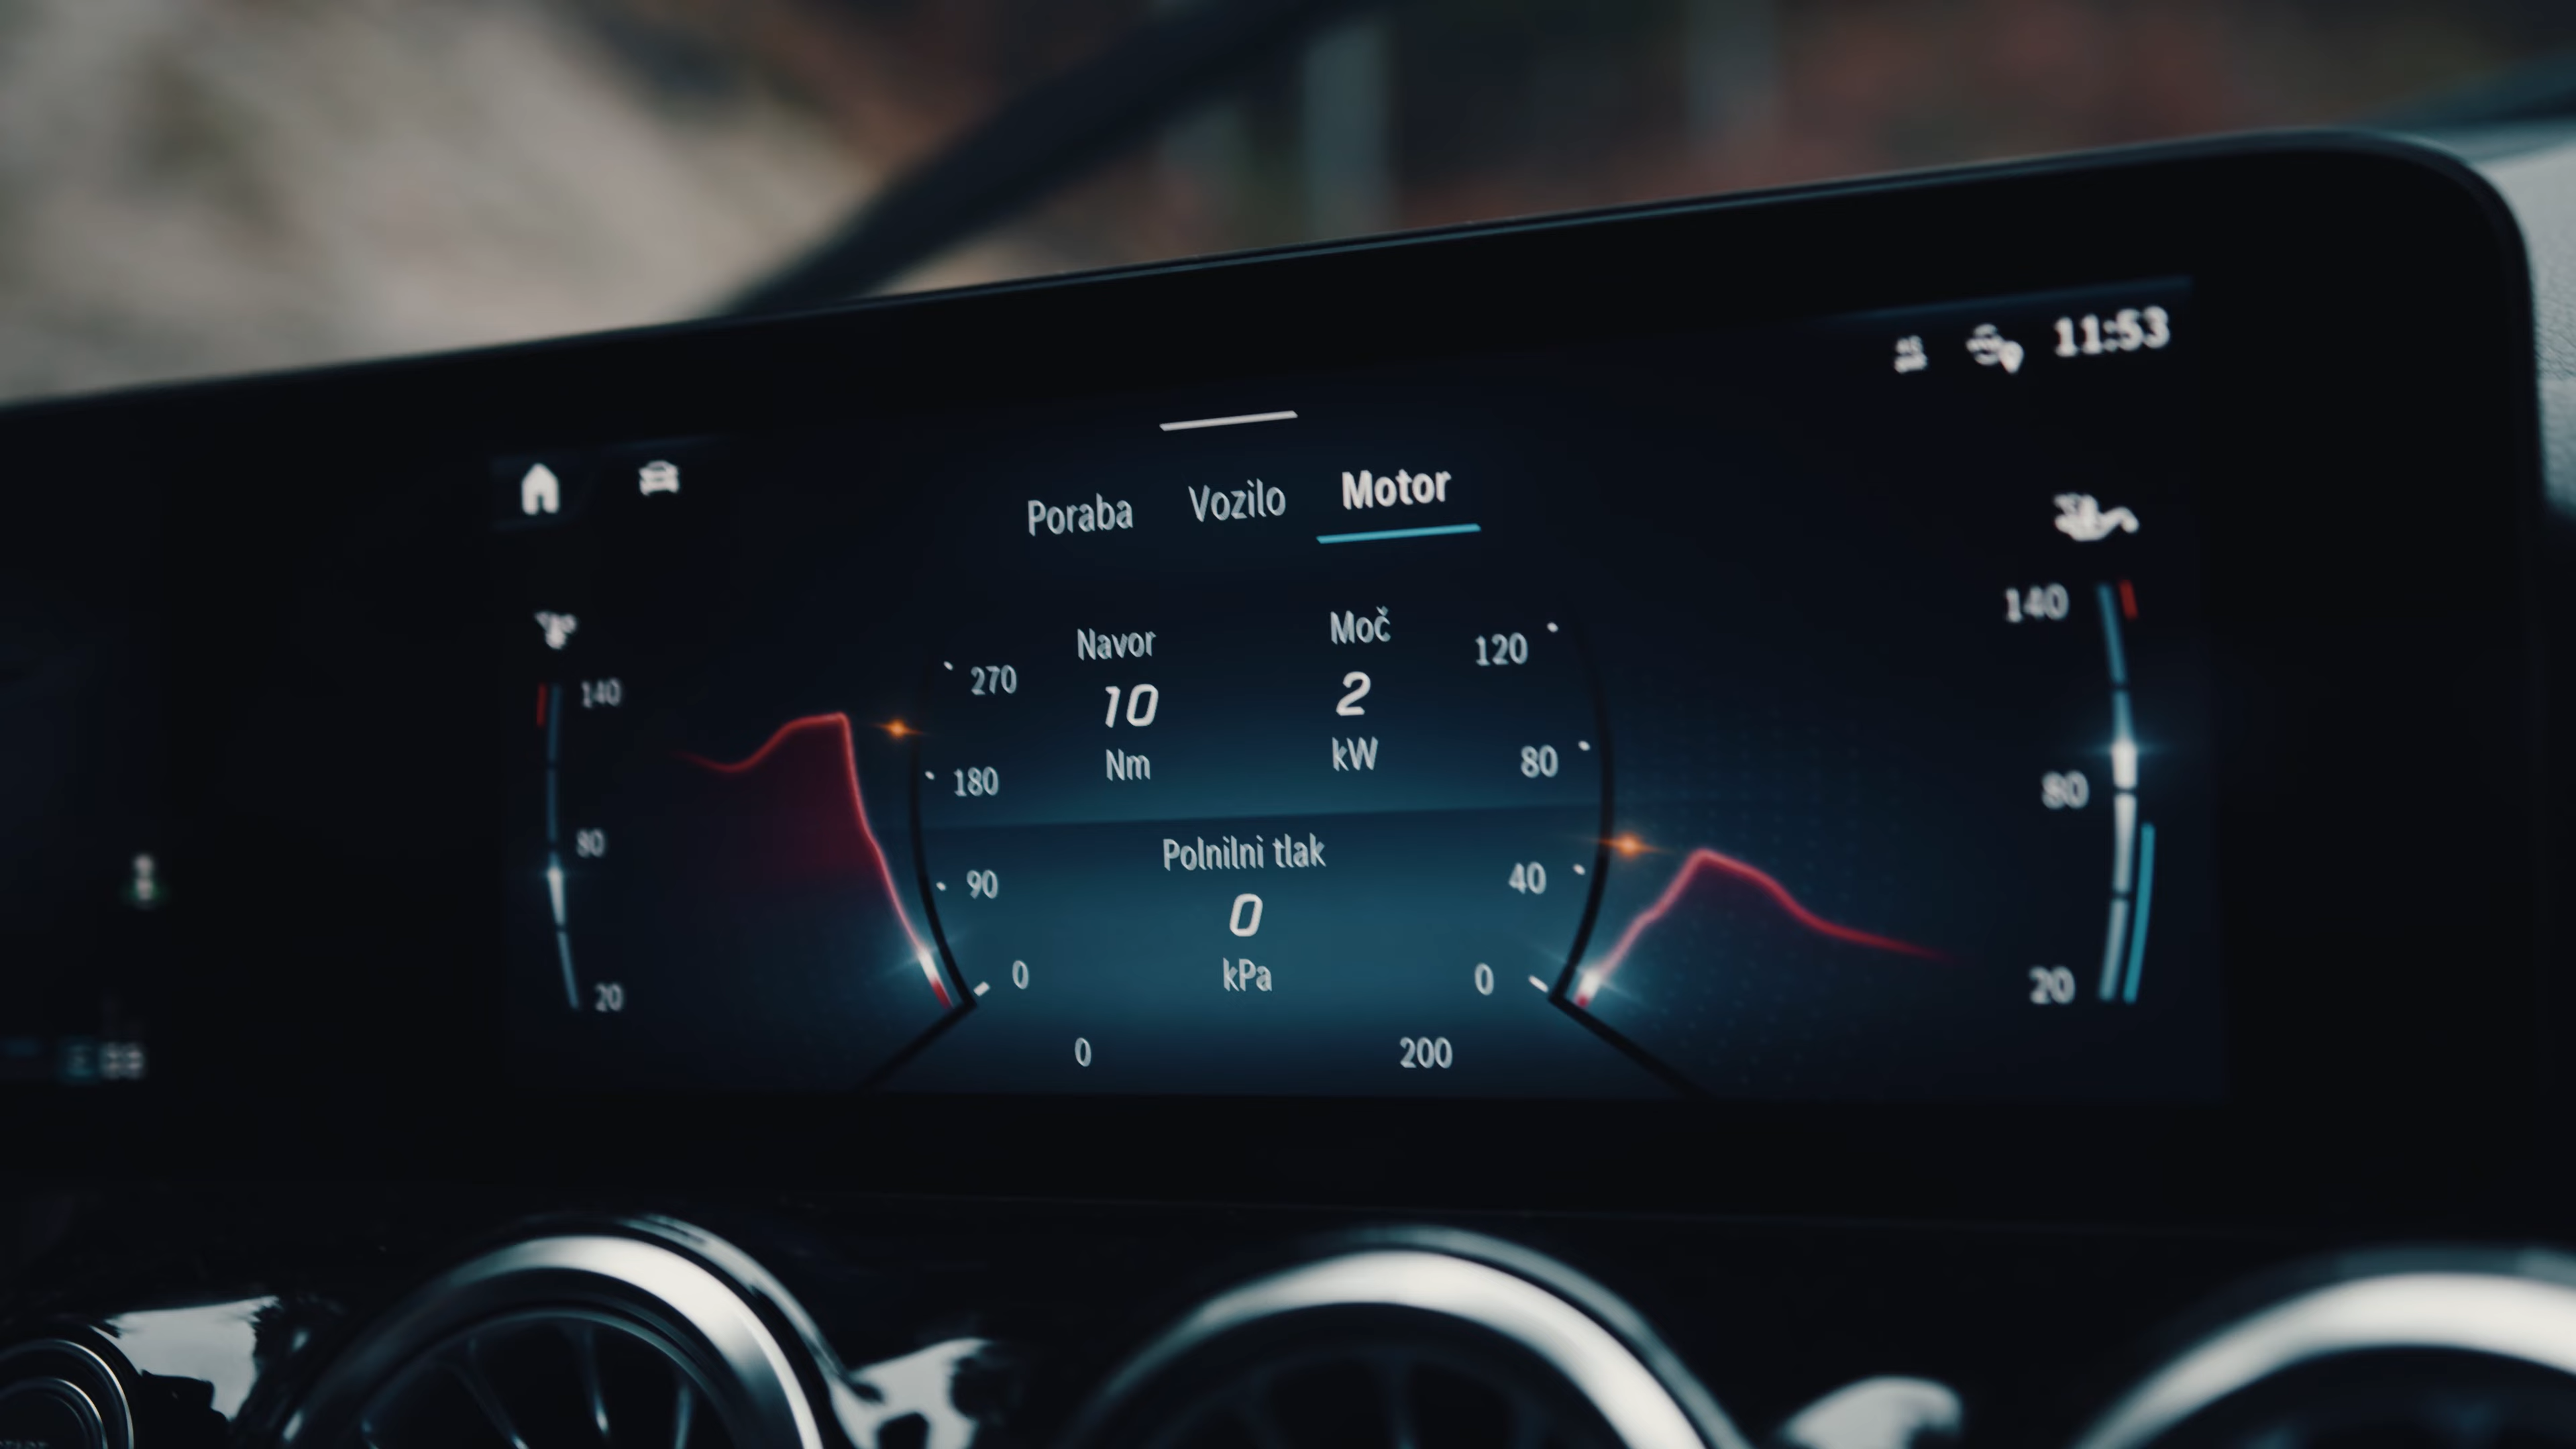 11:53
Poraba Vozilo Motor
Navor Moč
140 270 10 2 120 140
Nm kW
180 80
80 Polnilni tlak 80
90 0 40
20 0 kPa 0 20
0 200